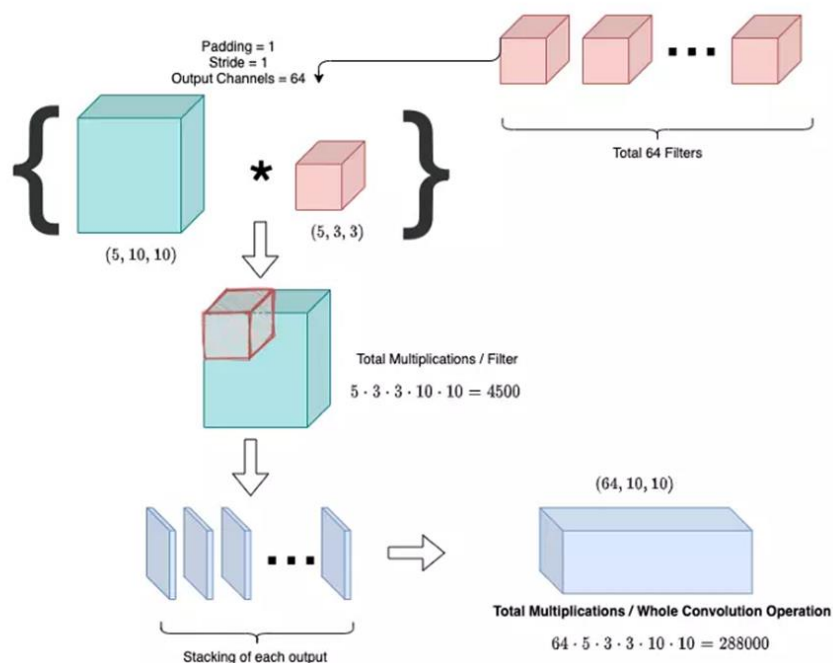 Padding = 1
Stride = 1
Output Channels = 64
Total 64 Filters
{ * }
(5, 10, 10)
(5, 3, 3)
Total Multiplications / Filter
5 · 3 · 3 · 10 · 10 = 4500
(64, 10, 10)
Total Multiplications / Whole Convolution Operation
64 · 5 · 3 · 3 · 10 · 10 = 288000
Stacking of each output